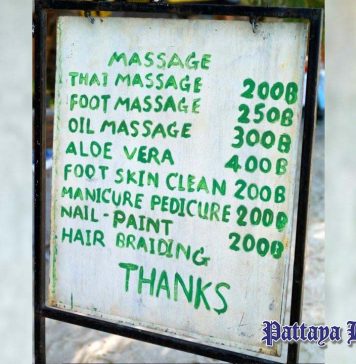 MASSAGE
THAI MASSAGE 200B
FOOT MASSAGE 250B
OIL MASSAGE 300B
ALOE VERA 400B
FOOT SKIN CLEAN 200B
MANICURE PEDICURE 200B
NAIL-PAINT 200B
HAIR BRAIDING
THANKS
Pattaya